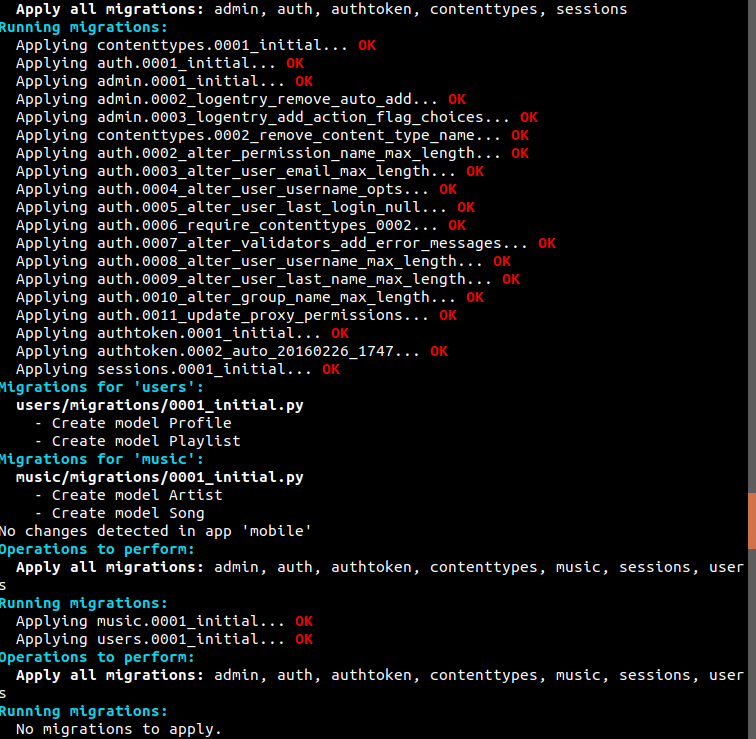 Apply all migrations: admin, auth, authtoken, contenttypes, sessions
Running migrations:
Applying contenttypes.0001_initial... OK
Applying auth.0001_initial... OK
Applying admin.0001_initial... OK
Applying admin.0002_logentry_remove_auto_add... OK
Applying admin.0003_logentry_add_action_flag_choices... OK
Applying contenttypes.0002_remove_content_type_name... OK
Applying auth.0002_alter_permission_name_max_length... OK
Applying auth.0003_alter_user_email_max_length... OK
Applying auth.0004_alter_user_username_opts... OK
Applying auth.0005_alter_user_last_login_null... OK
Applying auth.0006_require_contenttypes_0002... OK
Applying auth.0007_alter_validators_add_error_messages... OK
Applying auth.0008_alter_user_username_max_length... OK
Applying auth.0009_alter_user_last_name_max_length... OK
Applying auth.0010_alter_group_name_max_length... OK
Applying auth.0011_update_proxy_permissions... OK
Applying authtoken.0001_initial... OK
Applying authtoken.0002_auto_20160226_1747... OK
Applying sessions.0001_initial... OK
Migrations for 'users':
users/migrations/0001_initial.py
- Create model Profile
- Create model Playlist
Migrations for 'music':
music/migrations/0001_initial.py
- Create model Artist
- Create model Song
No changes detected in app 'mobile'
Operations to perform:
Apply all migrations: admin, auth, authtoken, contenttypes, music, sessions, user
s
Running migrations:
Applying music.0001_initial... OK
Applying users.0001_initial... OK
Operations to perform:
Apply all migrations: admin, auth, authtoken, contenttypes, music, sessions, user
s
Running migrations:
No migrations to apply.